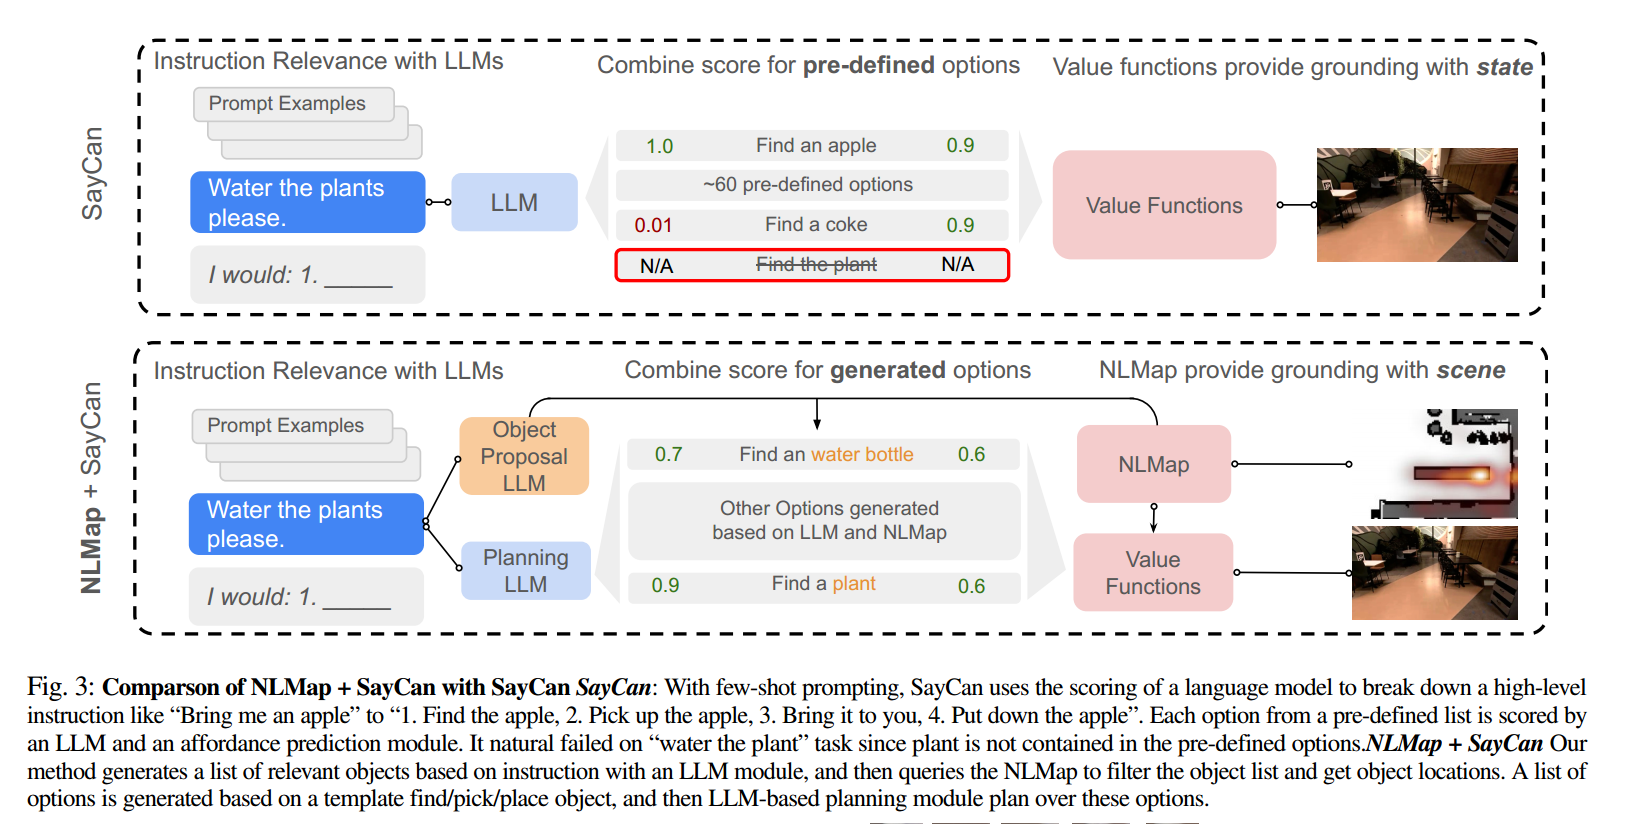 SayCan
Instruction Relevance with LLMs
Combine score for pre-defined options
Value functions provide grounding with state
Prompt Examples
Water the plants
please.
I would: 1. _____
LLM
1.0 Find an apple 0.9
~60 pre-defined options
0.01 Find a coke 0.9
N/A Find the plant N/A
Value Functions
NLMap + SayCan
Instruction Relevance with LLMs
Combine score for generated options
NLMap provide grounding with scene
Prompt Examples
Water the plants
please.
I would: 1. _____
Object
Proposal
LLM
Planning
LLM
0.7 Find an water bottle 0.6
Other Options generated
based on LLM and NLMap
0.9 Find a plant 0.6
NLMap
Value
Functions
Fig. 3: Comparison of NLMap + SayCan with SayCan SayCan: With few-shot prompting, SayCan uses the scoring of a language model to break down a high-level
instruction like “Bring me an apple” to “1. Find the apple, 2. Pick up the apple, 3. Bring it to you, 4. Put down the apple”. Each option from a pre-defined list is scored by
an LLM and an affordance prediction module. It natural failed on “water the plant” task since plant is not contained in the pre-defined options.NLMap + SayCan Our
method generates a list of relevant objects based on instruction with an LLM module, and then queries the NLMap to filter the object list and get object locations. A list of
options is generated based on a template find/pick/place object, and then LLM-based planning module plan over these options.